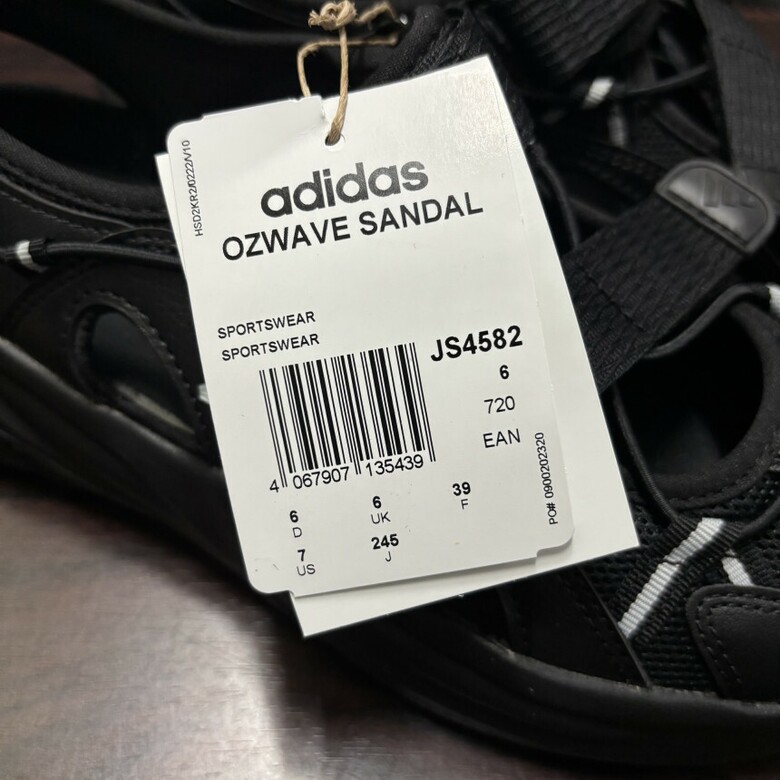 HSD2KR2/0222/V10
adidas
OZWAVE SANDAL
SPORTSWEAR
SPORTSWEAR
JS4582
6
720
EAN
4 067907 135439
6 6 39
D UK F
7 245
US J
PO# 0900202320